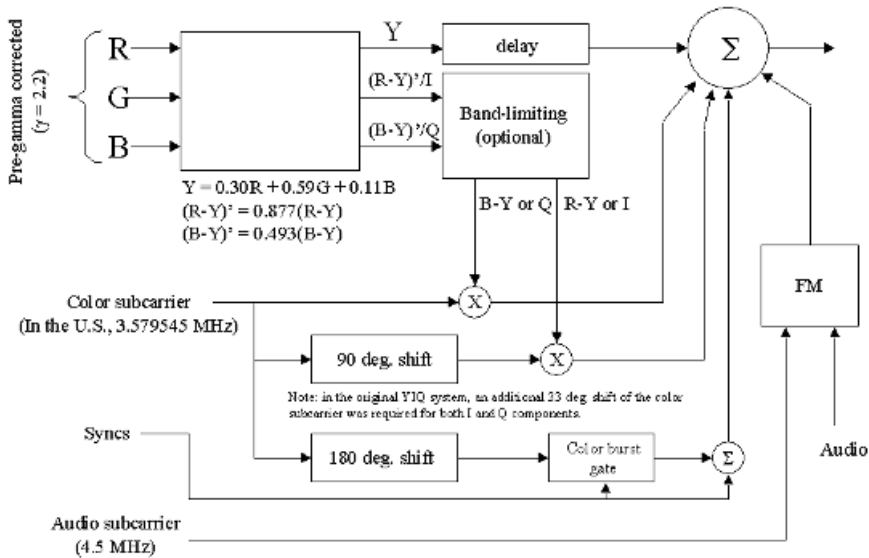 Pre-gamma corrected
(γ = 2.2)
R
G
B
Y
(R-Y)'/I
(B-Y)'/Q
delay
Band-limiting
(optional)
Σ
Y = 0.30R + 0.59G + 0.11B
(R-Y)' = 0.877(R-Y)
(B-Y)' = 0.493(B-Y)
B-Y or Q
R-Y or I
FM
Color subcarrier
(In the U.S., 3.579545 MHz)
X
90 deg. shift
X
Note: in the original YIQ system, an additional 33 deg. shift of the color
subcarrier was required for both I and Q components.
Syncs
180 deg. shift
Color burst
gate
Σ
Audio
Audio subcarrier
(4.5 MHz)